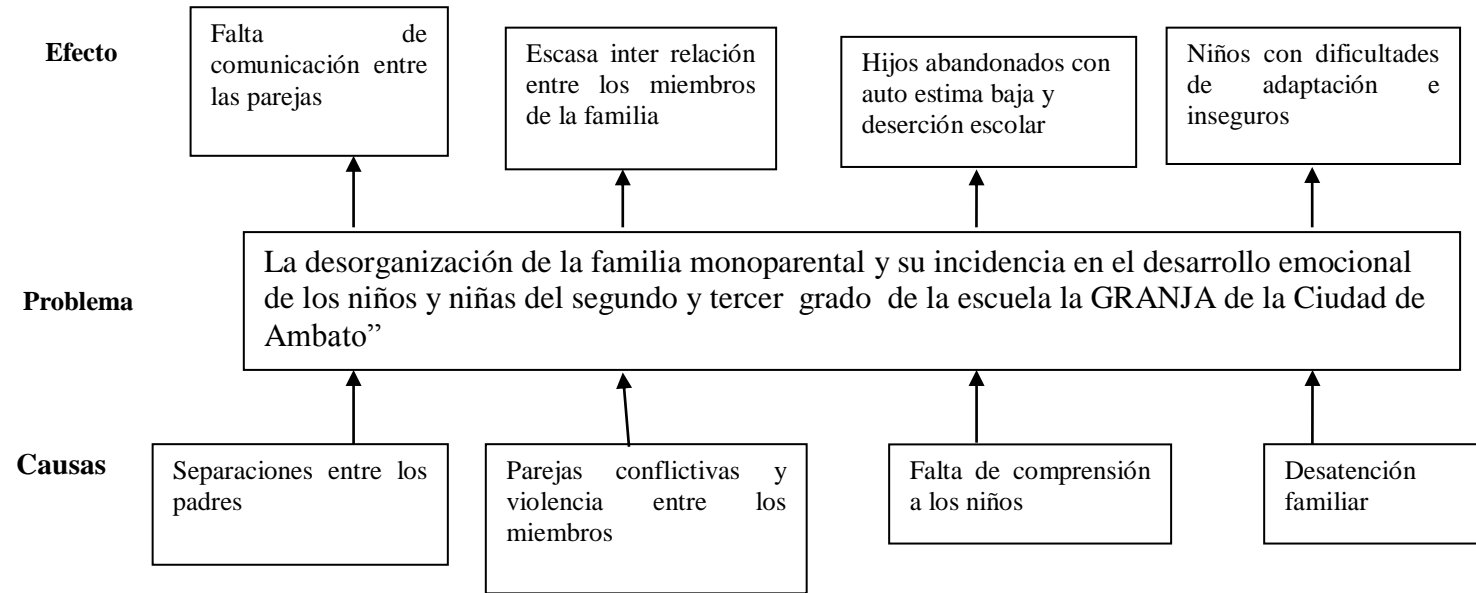 Efecto
Falta de
comunicación entre
las parejas
Escasa inter relación
entre los miembros
de la familia
Hijos abandonados con
auto estima baja y
deserción escolar
Niños con dificultades
de adaptación e
inseguros
Problema
La desorganización de la familia monoparental y su incidencia en el desarrollo emocional
de los niños y niñas del segundo y tercer grado de la escuela la GRANJA de la Ciudad de
Ambato”
Causas
Separaciones entre los
padres
Parejas conflictivas y
violencia entre los
miembros
Falta de comprensión
a los niños
Desatención
familiar